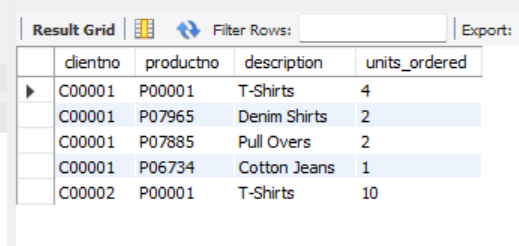 Result Grid Filter Rows: Export:
clientno productno description units_ordered
C00001 P00001 T-Shirts 4
C00001 P07965 Denim Shirts 2
C00001 P07885 Pull Overs 2
C00001 P06734 Cotton Jeans 1
C00002 P00001 T-Shirts 10